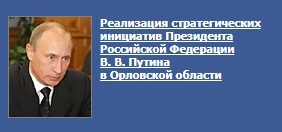 Реализация стратегических
инициатив Президента
Российской Федерации
В. В. Путина
в Орловской области